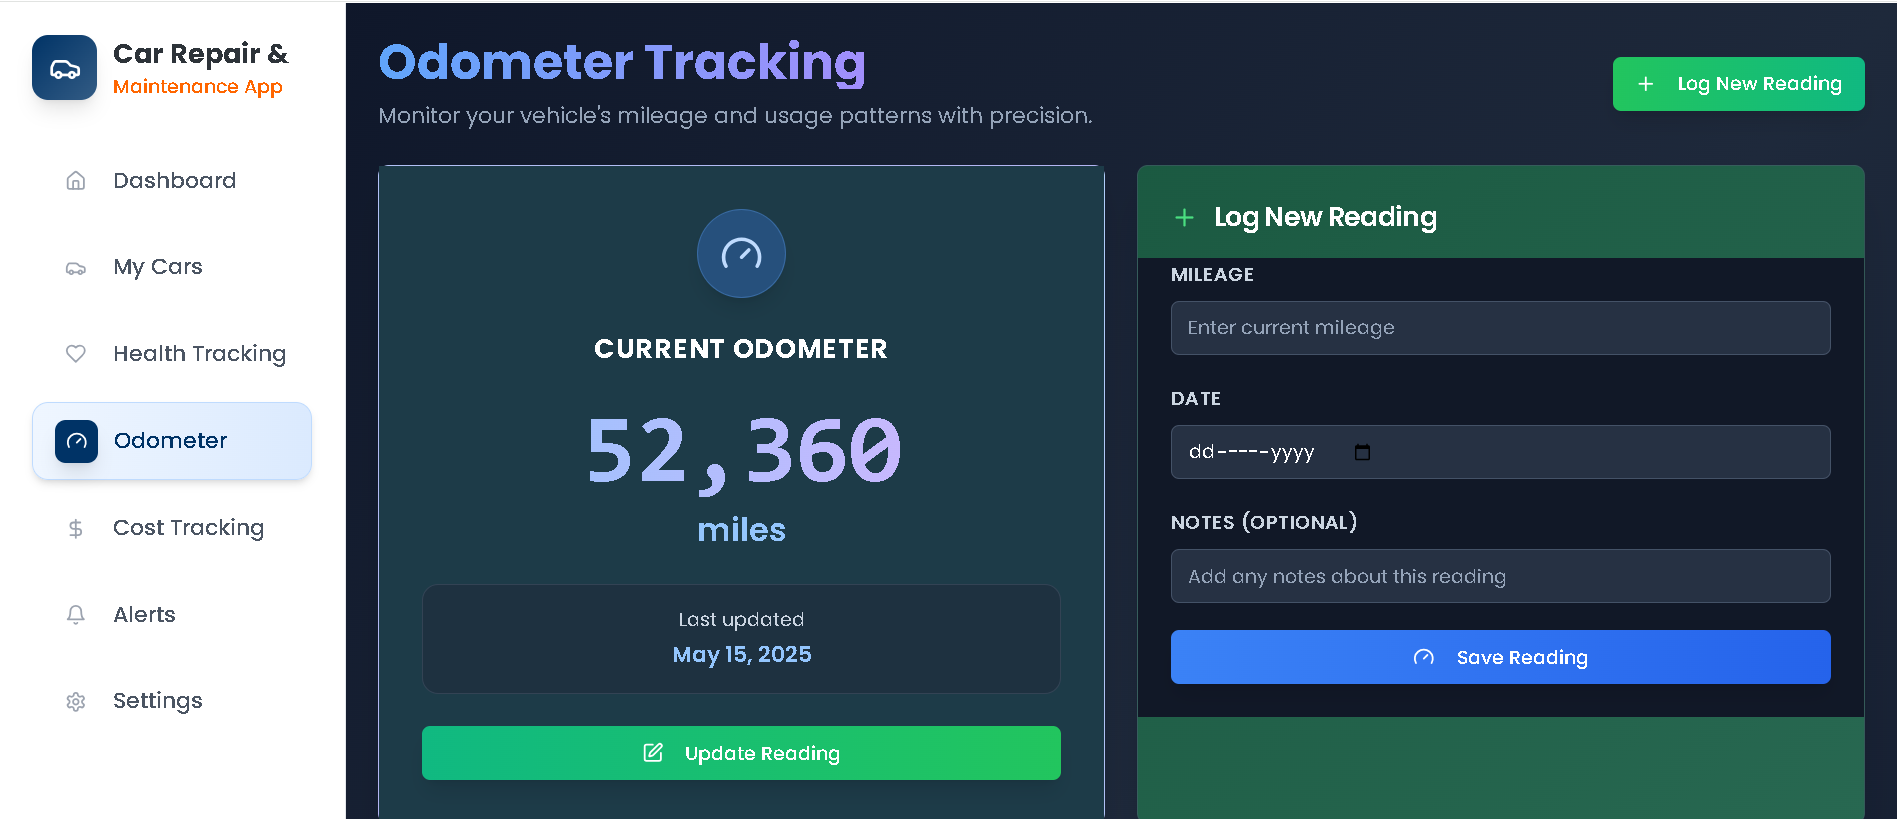 Car Repair &
Maintenance App
Dashboard
My Cars
Health Tracking
Odometer
Cost Tracking
Alerts
Settings
Odometer Tracking
Monitor your vehicle's mileage and usage patterns with precision.
Log New Reading
CURRENT ODOMETER
52,360
miles
Last updated
May 15, 2025
Update Reading
Log New Reading
MILEAGE
Enter current mileage
DATE
dd-----yyyy
NOTES (OPTIONAL)
Add any notes about this reading
Save Reading